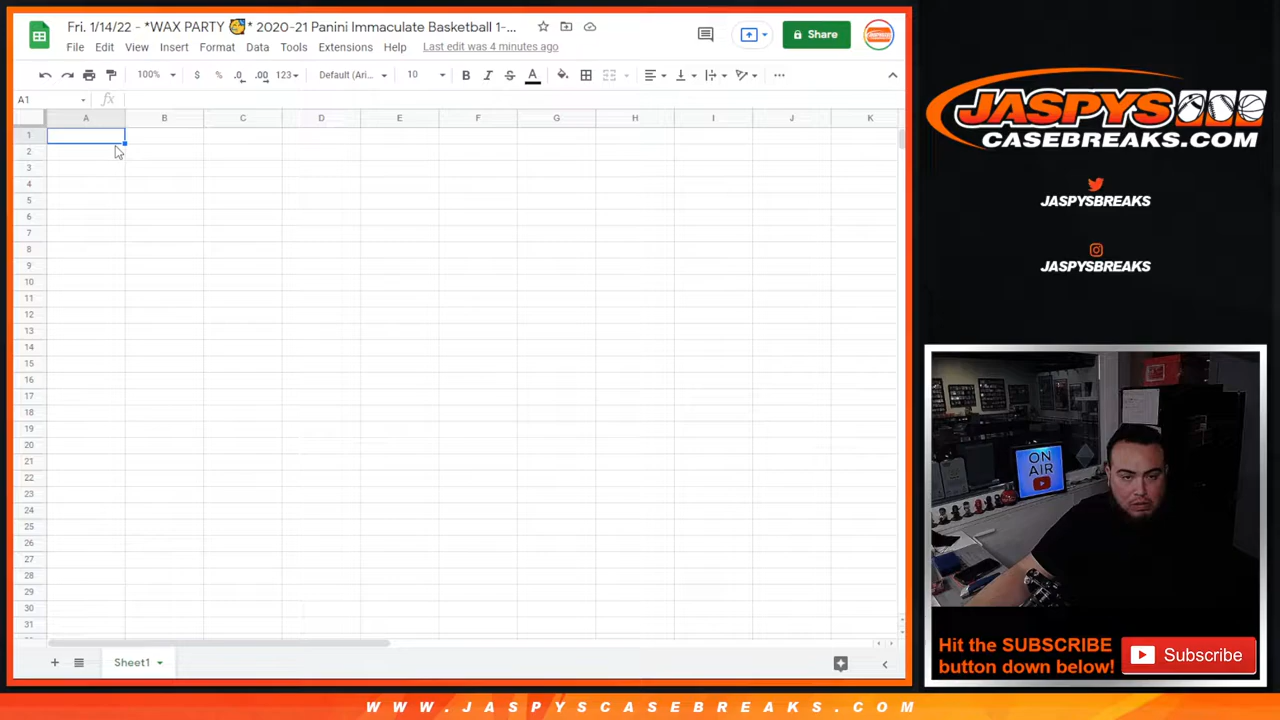 Fri. 1/14/22 - *WAX PARTY 🥳* 2020-21 Panini Immaculate Basketball 1-...
File Edit View Insert Format Data Tools Extensions Help Last edit was 4 minutes ago
Share
100% $ % .0 .00 123 Default (Ari... 10 B I S A
A1 fx
A B C D E F G H I J K
1
2
3
4
5
6
7
8
9
10
11
12
13
14
15
16
17
18
19
20
21
22
23
24
25
26
27
28
29
30
31
Sheet1
JASPYS
CASEBREAKS.COM
JASPYSBREAKS
JASPYSBREAKS
ON
AIR
Hit the SUBSCRIBE
button down below!
Subscribe
WWW.JASPYSCASEBREAKS.COM